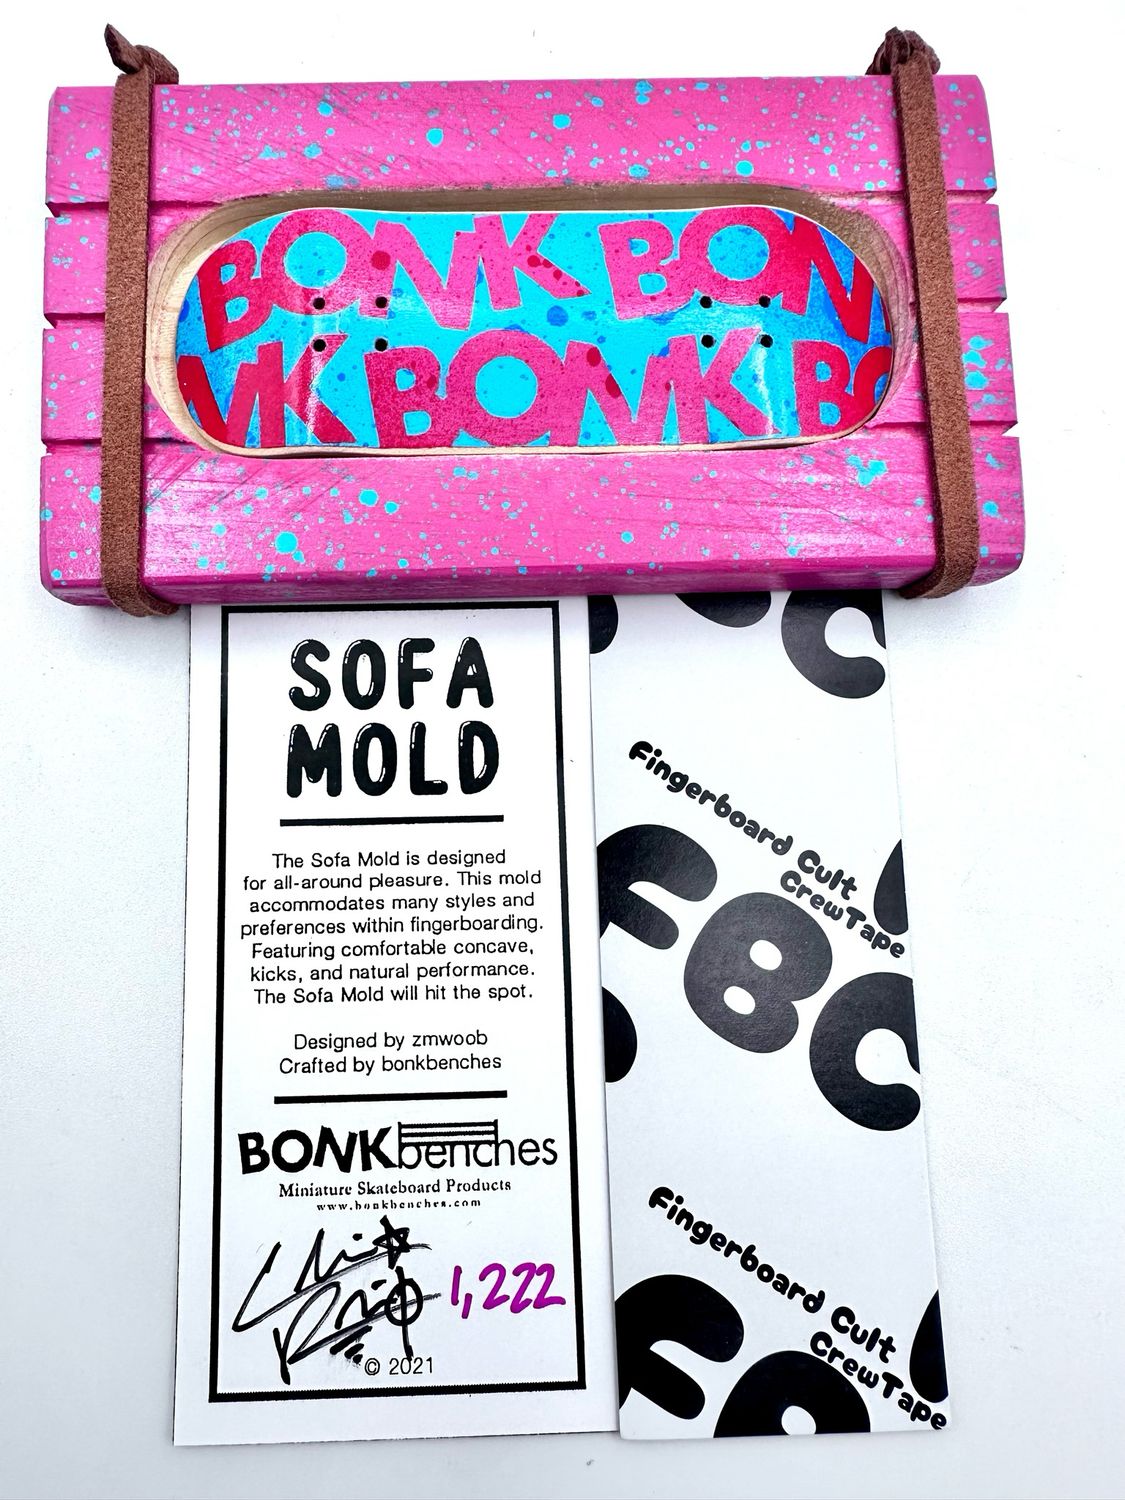 BONK BON
NK BONK BO
SOFA
MOLD
The Sofa Mold is designed
for all-around pleasure. This mold
accommodates many styles and
preferences within fingerboarding.
Featuring comfortable concave,
kicks, and natural performance.
The Sofa Mold will hit the spot.
Designed by zmwoob
Crafted by bonkbenches
BONKbenches
Miniature Skateboard Products
www.bonkbenches.com
1,222
© 2021
Fingerboard Cult
CrewTape
FBC
Fingerboard Cult
CrewTape